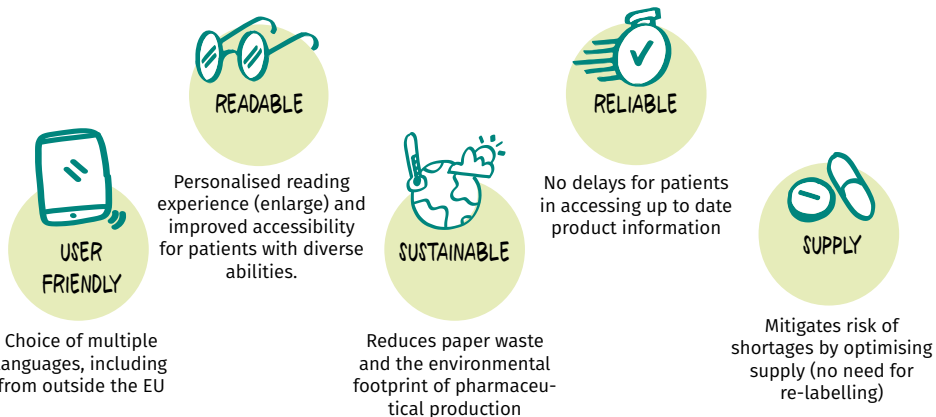 USER
FRIENDLY
Choice of multiple
languages, including
from outside the EU
READABLE
Personalised reading
experience (enlarge) and
improved accessibility
for patients with diverse
abilities.
SUSTAINABLE
Reduces paper waste
and the environmental
footprint of pharmaceu-
tical production
RELIABLE
No delays for patients
in accessing up to date
product information
SUPPLY
Mitigates risk of
shortages by optimising
supply (no need for
re-labelling)